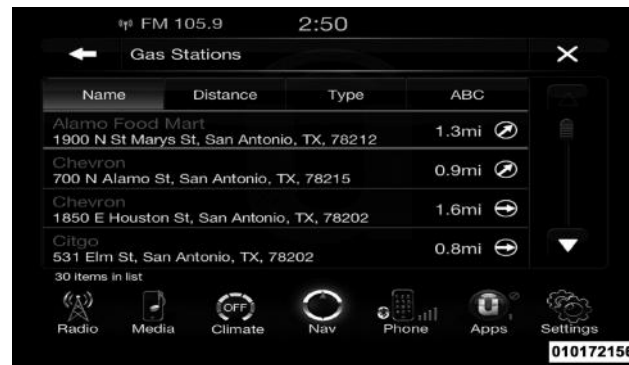 FM 105.9 2:50
Gas Stations
Name Distance Type ABC
Alamo Food Mart
1900 N St Marys St, San Antonio, TX, 78212 1.3mi
Chevron
700 N Alamo St, San Antonio, TX, 78215 0.9mi
Chevron
1850 E Houston St, San Antonio, TX, 78202 1.6mi
Citgo
531 Elm St, San Antonio, TX, 78202 0.8mi
30 items in list
OFF
Radio Media Climate Nav Phone Apps Settings
010172156